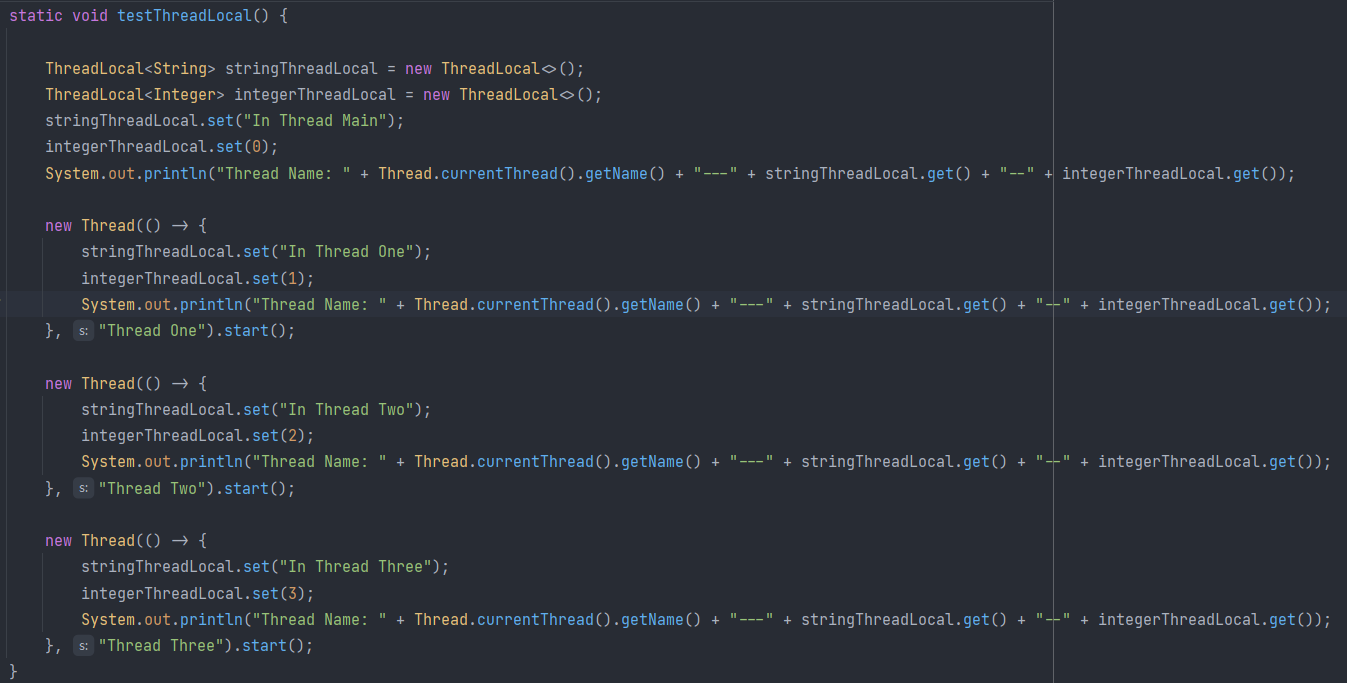 static void testThreadLocal() {
ThreadLocal<String> stringThreadLocal = new ThreadLocal<>();
ThreadLocal<Integer> integerThreadLocal = new ThreadLocal<>();
stringThreadLocal.set("In Thread Main");
integerThreadLocal.set(0);
System.out.println("Thread Name: " + Thread.currentThread().getName() + "---" + stringThreadLocal.get() + "--" + integerThreadLocal.get());
new Thread(() -> {
stringThreadLocal.set("In Thread One");
integerThreadLocal.set(1);
System.out.println("Thread Name: " + Thread.currentThread().getName() + "---" + stringThreadLocal.get() + "--" + integerThreadLocal.get());
}, s: "Thread One").start();
new Thread(() -> {
stringThreadLocal.set("In Thread Two");
integerThreadLocal.set(2);
System.out.println("Thread Name: " + Thread.currentThread().getName() + "---" + stringThreadLocal.get() + "--" + integerThreadLocal.get());
}, s: "Thread Two").start();
new Thread(() -> {
stringThreadLocal.set("In Thread Three");
integerThreadLocal.set(3);
System.out.println("Thread Name: " + Thread.currentThread().getName() + "---" + stringThreadLocal.get() + "--" + integerThreadLocal.get());
}, s: "Thread Three").start();
}